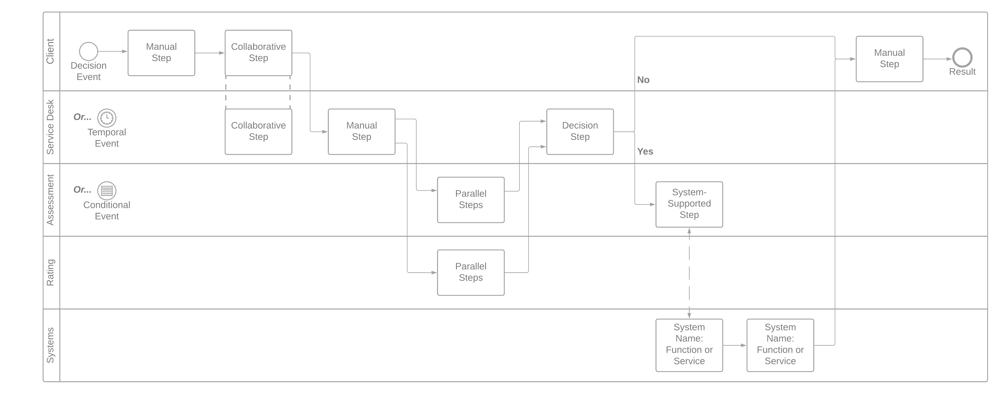 Client
Decision
Event
Manual
Step
Collaborative
Step
No
Manual
Step
Result
Service Desk
Or...
Temporal
Event
Collaborative
Step
Manual
Step
Decision
Step
Yes
Assessment
Or...
Conditional
Event
Parallel
Steps
System-
Supported
Step
Rating
Parallel
Steps
Systems
System
Name:
Function or
Service
System
Name:
Function or
Service